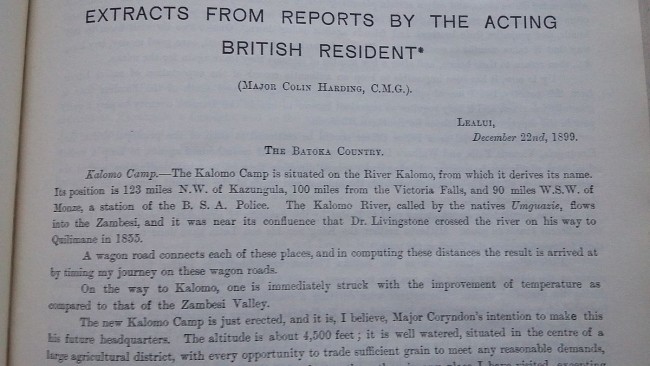 EXTRACTS FROM REPORTS BY THE ACTING
BRITISH RESIDENT*
(Major Colin Harding, C.M.G.).
Lealui,
December 22nd, 1899.
The Batoka Country.
Kalomo Camp.—The Kalomo Camp is situated on the River Kalomo, from which it derives its name.
Its position is 123 miles N.W. of Kazungula, 100 miles from the Victoria Falls, and 90 miles W.S.W. of
Monze, a station of the B. S. A. Police. The Kalomo River, called by the natives Umguazie, flows
into the Zambesi, and it was near its confluence that Dr. Livingstone crossed the river on his way to
Quilimane in 1855.
A wagon road connects each of these places, and in computing these distances the result is arrived at
by timing my journey on these wagon roads.
On the way to Kalomo, one is immediately struck with the improvement of temperature as
compared to that of the Zambesi Valley.
The new Kalomo Camp is just erected, and it is, I believe, Major Coryndon's intention to make this
his future headquarters. The altitude is about 4,500 feet; it is well watered, situated in the centre of a
large agricultural district, with every opportunity to trade sufficient grain to meet any reasonable demands,
I have visited, excepting